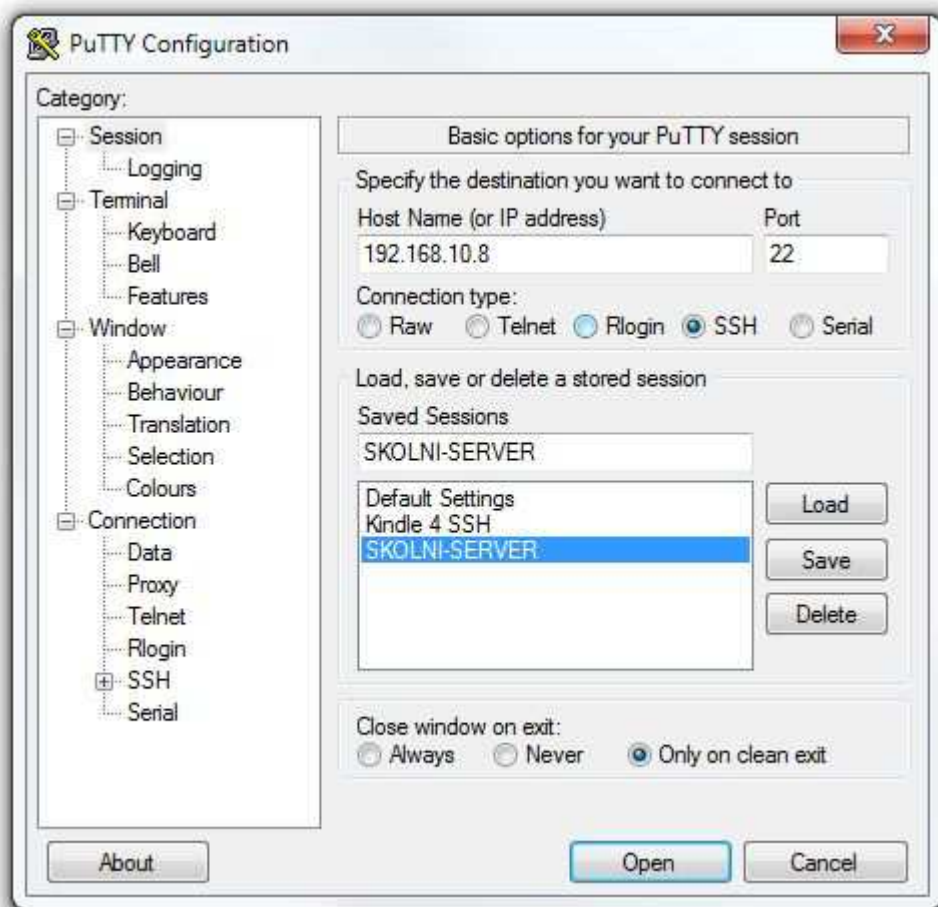 PuTTY Configuration
Category:
Session
Logging
Terminal
Keyboard
Bell
Features
Window
Appearance
Behaviour
Translation
Selection
Colours
Connection
Data
Proxy
Telnet
Rlogin
SSH
Serial
Basic options for your PuTTY session
Specify the destination you want to connect to
Host Name (or IP address) Port
192.168.10.8 22
Connection type:
Raw Telnet Rlogin SSH Serial
Load, save or delete a stored session
Saved Sessions
SKOLNI-SERVER
Default Settings
Kindle 4 SSH
SKOLNI-SERVER
Load
Save
Delete
Close window on exit:
Always Never Only on clean exit
About Open Cancel